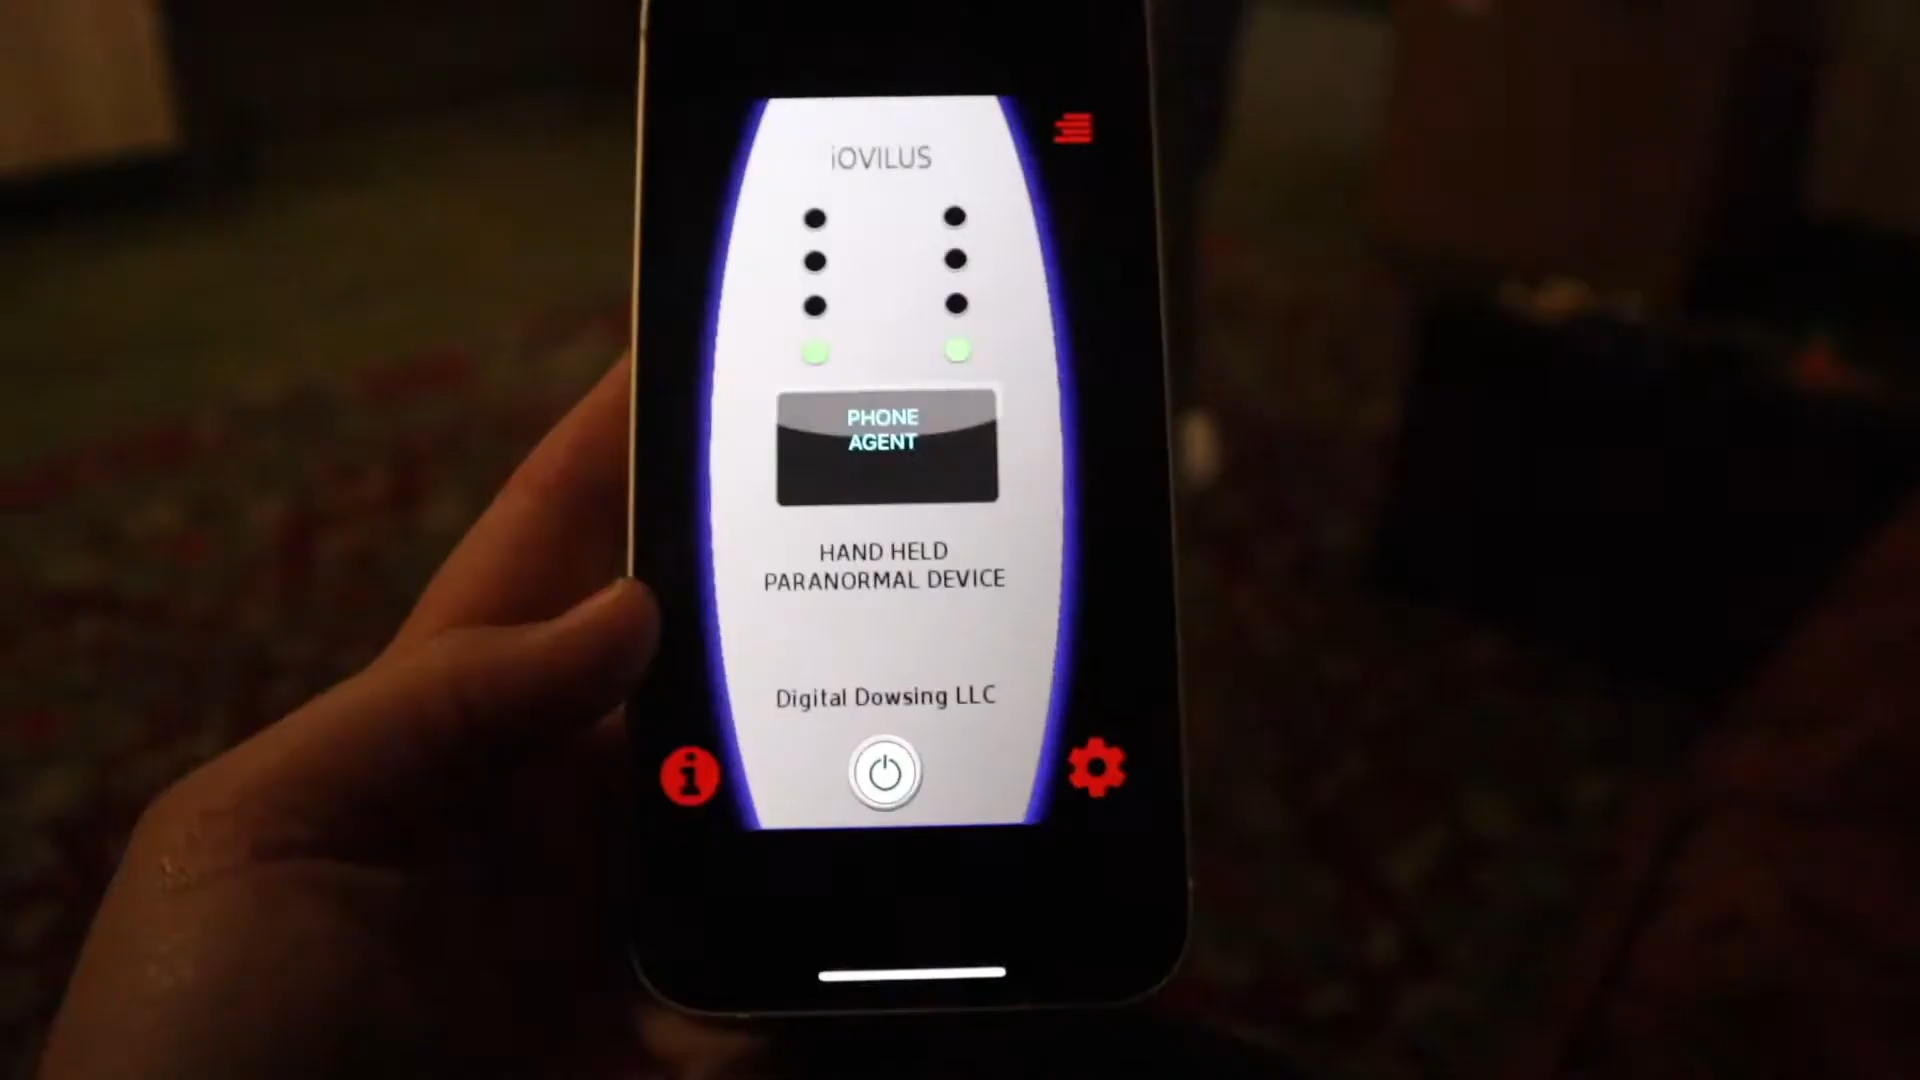 iOVILUS
PHONE
AGENT
HAND HELD
PARANORMAL DEVICE
Digital Dowsing LLC